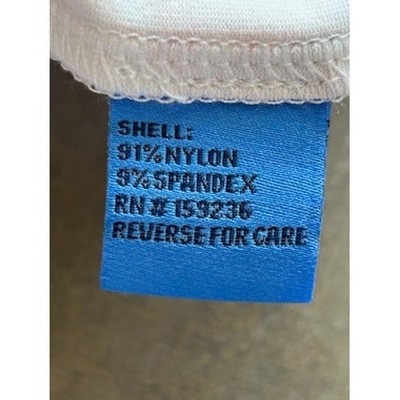 SHELL:
91%NYLON
9%SPANDEX
RN # 159236
REVERSE FOR CARE